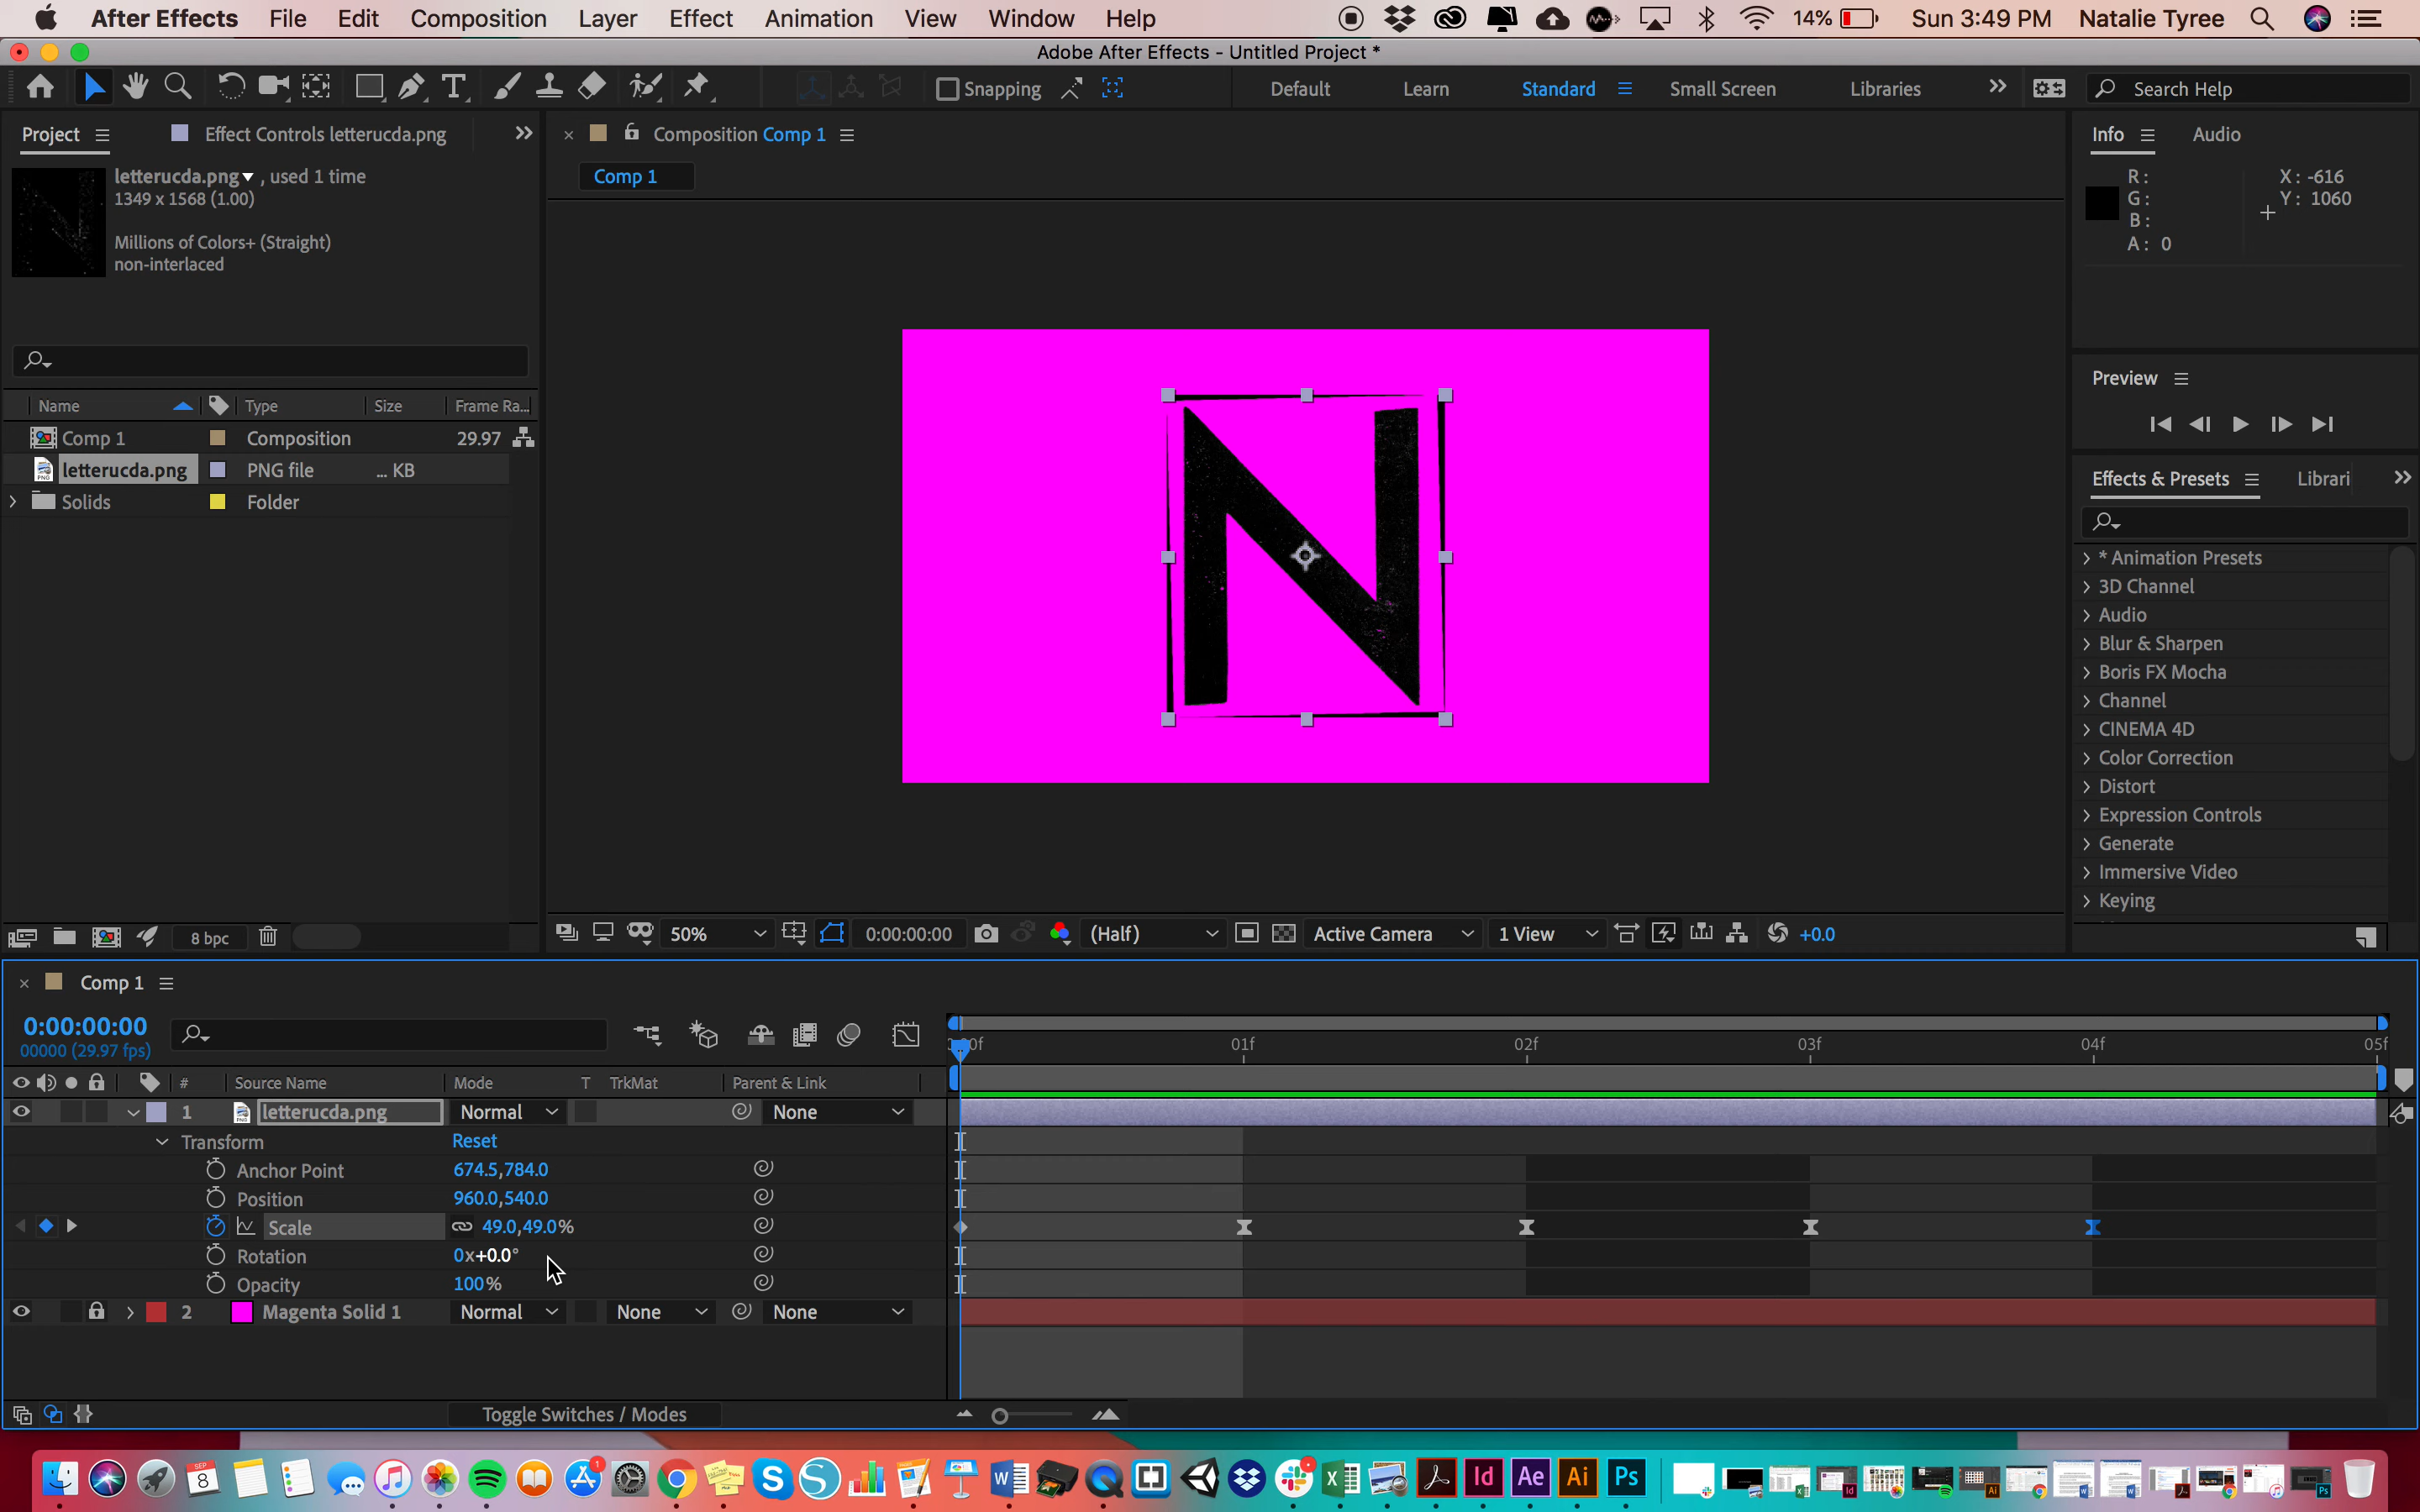 After Effects File Edit Composition Layer Effect Animation View Window Help 14% Sun 3:49 PM Natalie Tyree
Adobe After Effects - Untitled Project *
T Snapping Default Learn Standard Small Screen Libraries Search Help
Project Effect Controls letterucda.png
Composition Comp 1
Info Audio
letterucda.png , used 1 time
1349 x 1568 (1.00)
Millions of Colors+ (Straight)
non-interlaced
Comp 1
R:
G:
B:
A: 0
X: -616
Y: 1060
N
Preview
Name Type Size Frame Ra...
Comp 1 Composition 29.97
letterucda.png PNG file ... KB
Solids Folder
Effects & Presets Librari
* Animation Presets
3D Channel
Audio
Blur & Sharpen
Boris FX Mocha
Channel
CINEMA 4D
Color Correction
Distort
Expression Controls
Generate
Immersive Video
Keying
8 bpc
50% 0:00:00:00 (Half) Active Camera 1 View +0.0
Comp 1
0:00:00:00
00000 (29.97 fps)
00f 01f 02f 03f 04f 05f
# Source Name Mode T TrkMat Parent & Link
1 letterucda.png Normal None
Transform Reset
Anchor Point 674.5,784.0
Position 960.0,540.0
Scale 49.0,49.0%
Rotation 0x+0.0°
Opacity 100%
2 Magenta Solid 1 Normal None None
Toggle Switches / Modes
SEP
8
1
S S W X Id Ae Ai Ps